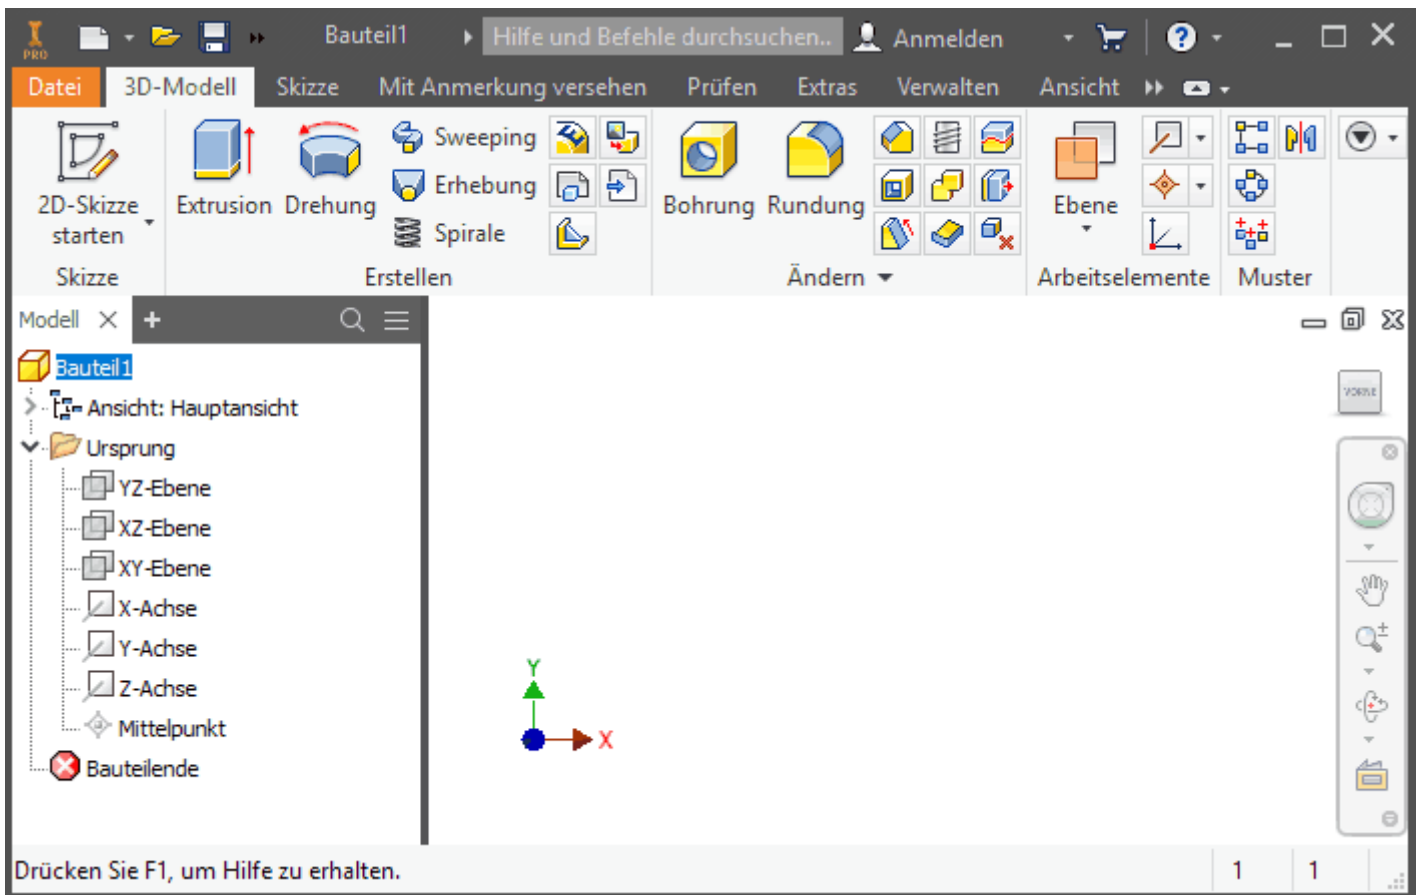 PRO
Bauteil1
Hilfe und Befehle durchsuchen..
Anmelden
Datei
3D-Modell
Skizze
Mit Anmerkung versehen
Prüfen
Extras
Verwalten
Ansicht
2D-Skizze starten
Extrusion
Drehung
Sweeping
Erhebung
Spirale
Bohrung
Rundung
Ebene
Skizze
Erstellen
Ändern
Arbeitselemente
Muster
Modell
Bauteil1
Ansicht: Hauptansicht
Ursprung
YZ-Ebene
XZ-Ebene
XY-Ebene
X-Achse
Y-Achse
Z-Achse
Mittelpunkt
Bauteilende
VORNE
Y
X
Drücken Sie F1, um Hilfe zu erhalten.
1
1